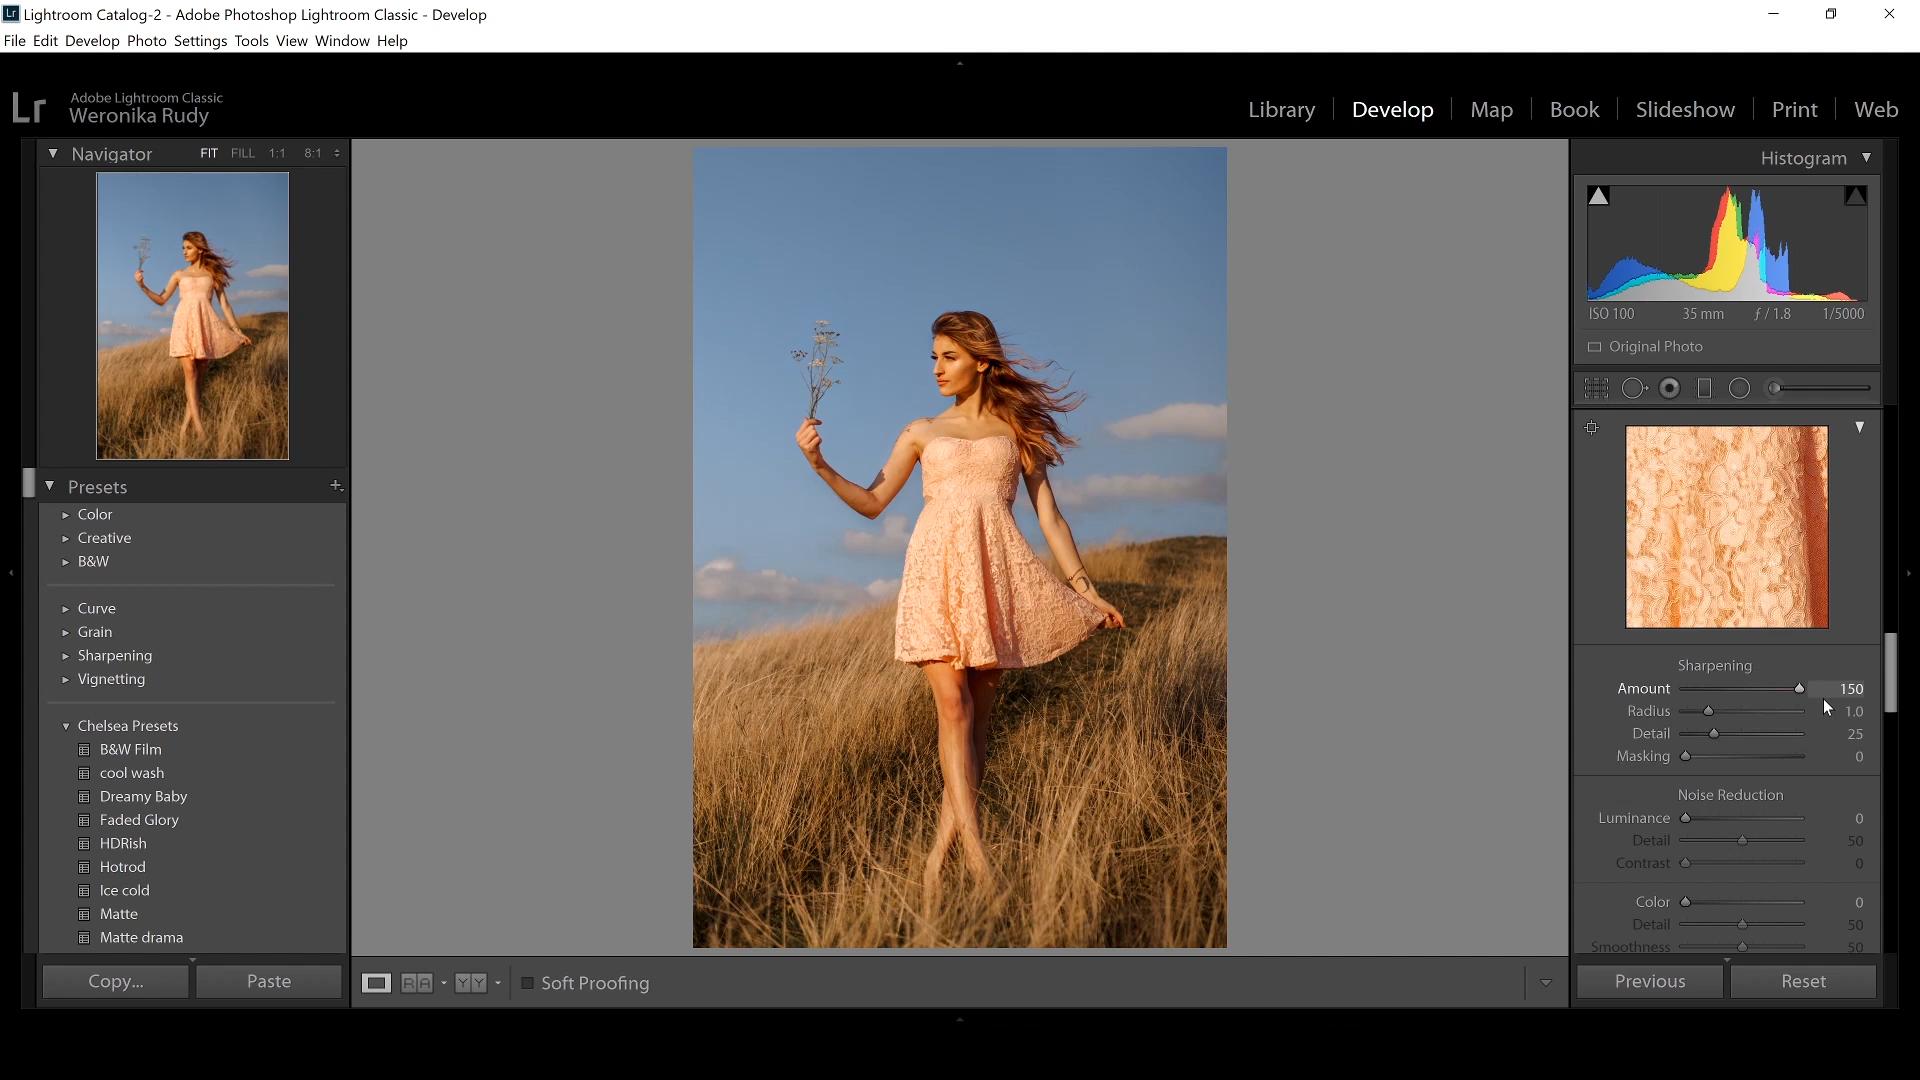 Lr Lightroom Catalog-2 - Adobe Photoshop Lightroom Classic - Develop
File Edit Develop Photo Settings Tools View Window Help
Lr Adobe Lightroom Classic
Weronika Rudy
Library Develop Map Book Slideshow Print Web
Navigator FIT FILL 1:1 8:1
Presets
Color
Creative
B&W
Curve
Grain
Sharpening
Vignetting
Chelsea Presets
B&W Film
cool wash
Dreamy Baby
Faded Glory
HDRish
Hotrod
Ice cold
Matte
Matte drama
Copy... Paste
RA YY Soft Proofing
Histogram
ISO 100 35 mm ƒ / 1.8 1/5000
Original Photo
Sharpening
Amount 150
Radius 1.0
Detail 25
Masking 0
Noise Reduction
Luminance 0
Detail 50
Contrast 0
Color 0
Detail 50
Smoothness 50
Previous Reset